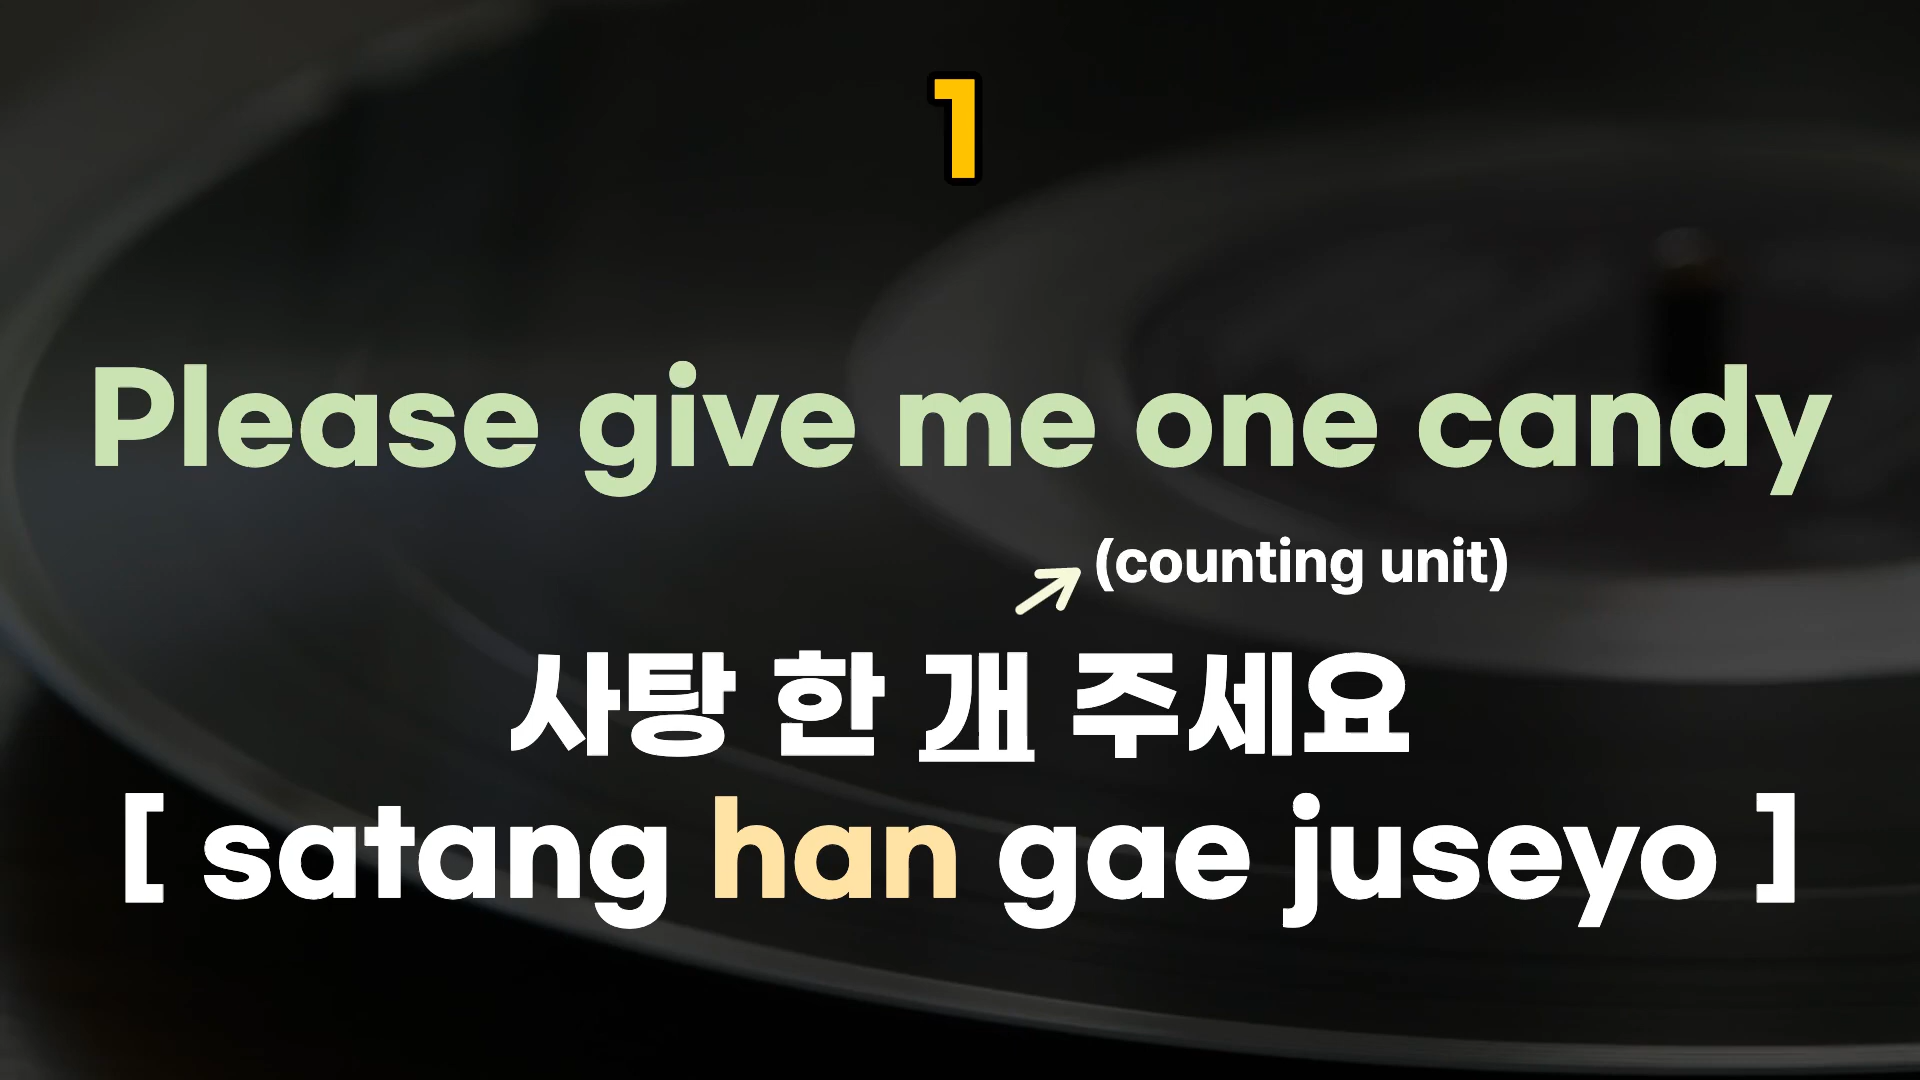 1
Please give me one candy
(counting unit)
사탕 한 개 주세요
[ satang han gae juseyo ]